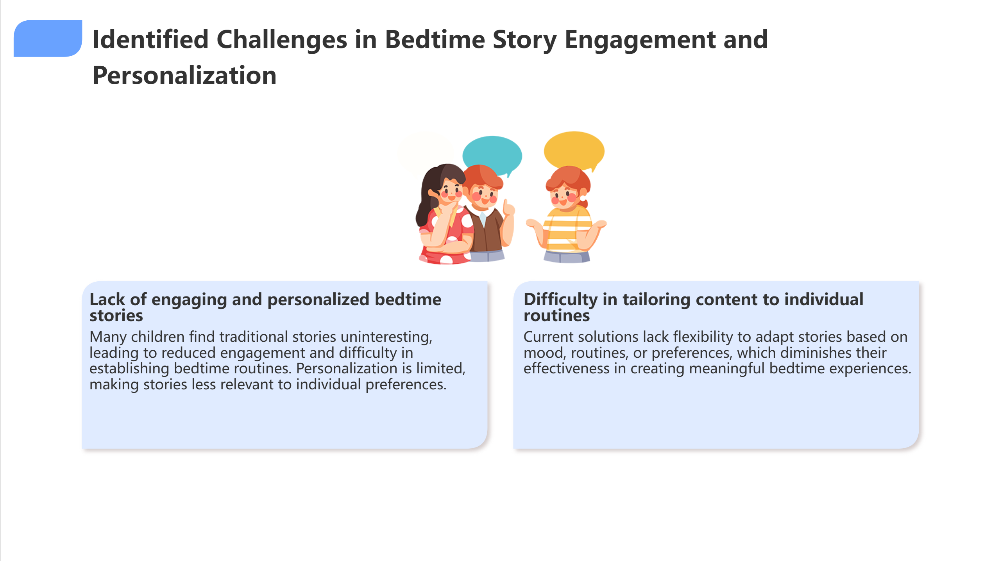 Identified Challenges in Bedtime Story Engagement and
Personalization
Lack of engaging and personalized bedtime
stories
Many children find traditional stories uninteresting,
leading to reduced engagement and difficulty in
establishing bedtime routines. Personalization is limited,
making stories less relevant to individual preferences.
Difficulty in tailoring content to individual
routines
Current solutions lack flexibility to adapt stories based on
mood, routines, or preferences, which diminishes their
effectiveness in creating meaningful bedtime experiences.